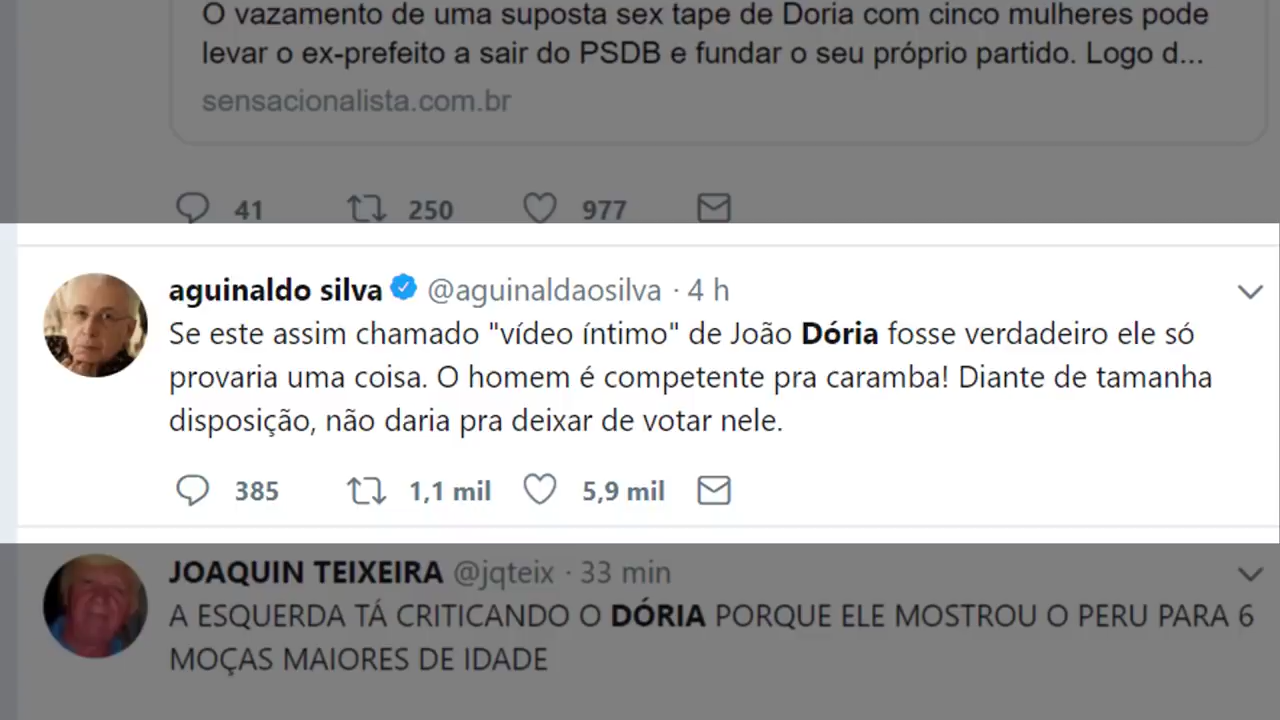 O vazamento de uma suposta sex tape de Doria com cinco mulheres pode
levar o ex-prefeito a sair do PSDB e fundar o seu próprio partido. Logo d...
sensacionalista.com.br
41 250 977
aguinaldo silva @aguinaldaosilva · 4 h
Se este assim chamado "vídeo íntimo" de João Dória fosse verdadeiro ele só
provaria uma coisa. O homem é competente pra caramba! Diante de tamanha
disposição, não daria pra deixar de votar nele.
385 1,1 mil 5,9 mil
JOAQUIN TEIXEIRA @jqteix · 33 min
A ESQUERDA TÁ CRITICANDO O DÓRIA PORQUE ELE MOSTROU O PERU PARA 6
MOÇAS MAIORES DE IDADE